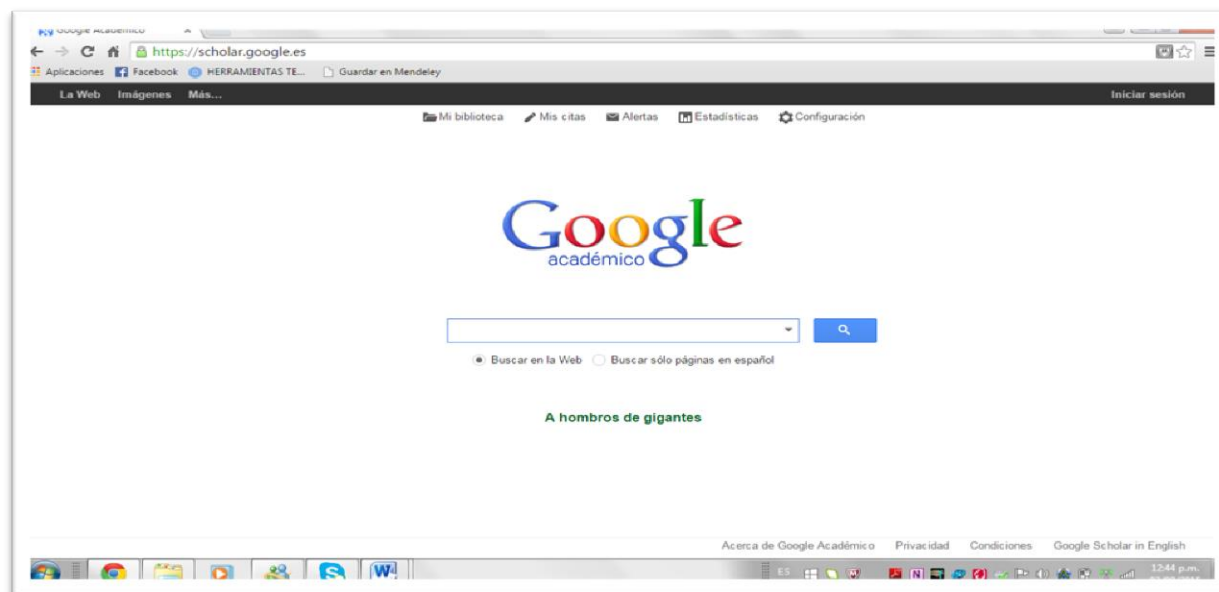 Google Académico
https://scholar.google.es
Aplicaciones Facebook HERRAMIENTAS TE... Guardar en Mendeley
La Web Imágenes Más... Iniciar sesión
Mi biblioteca Mis citas Alertas Estadísticas Configuración
Google
académico
Buscar en la Web Buscar sólo páginas en español
A hombros de gigantes
Acerca de Google Académico Privacidad Condiciones Google Scholar in English
ES 12:44 p.m.